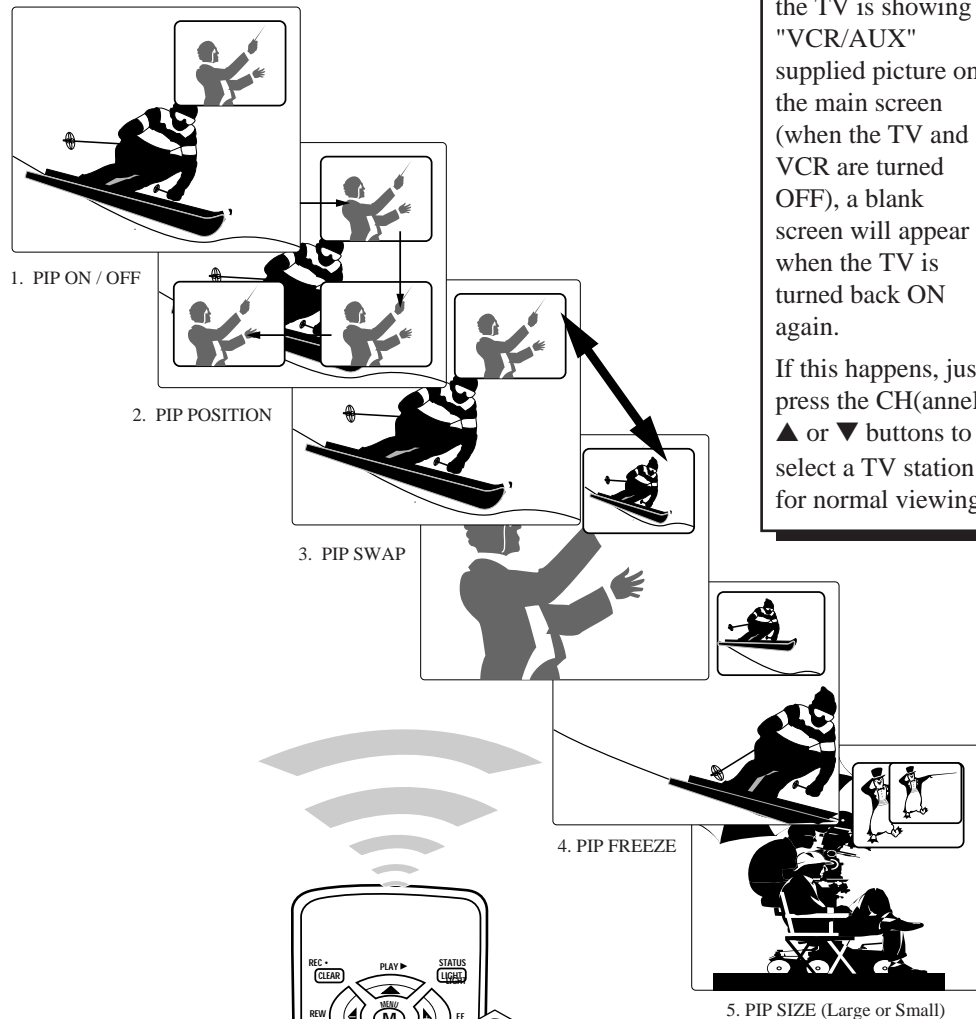 the TV is showing
"VCR/AUX"
supplied picture on
the main screen
(when the TV and
VCR are turned
OFF), a blank
screen will appear
when the TV is
turned back ON
again.
If this happens, jus
press the CH(annel
▲ or ▼ buttons to
select a TV station
for normal viewing
1. PIP ON / OFF
2. PIP POSITION
3. PIP SWAP
4. PIP FREEZE
5. PIP SIZE (Large or Small)
REC •
CLEAR
PLAY ►
STATUS
LIGHT
LIGHT
REW
MENU
M
FF